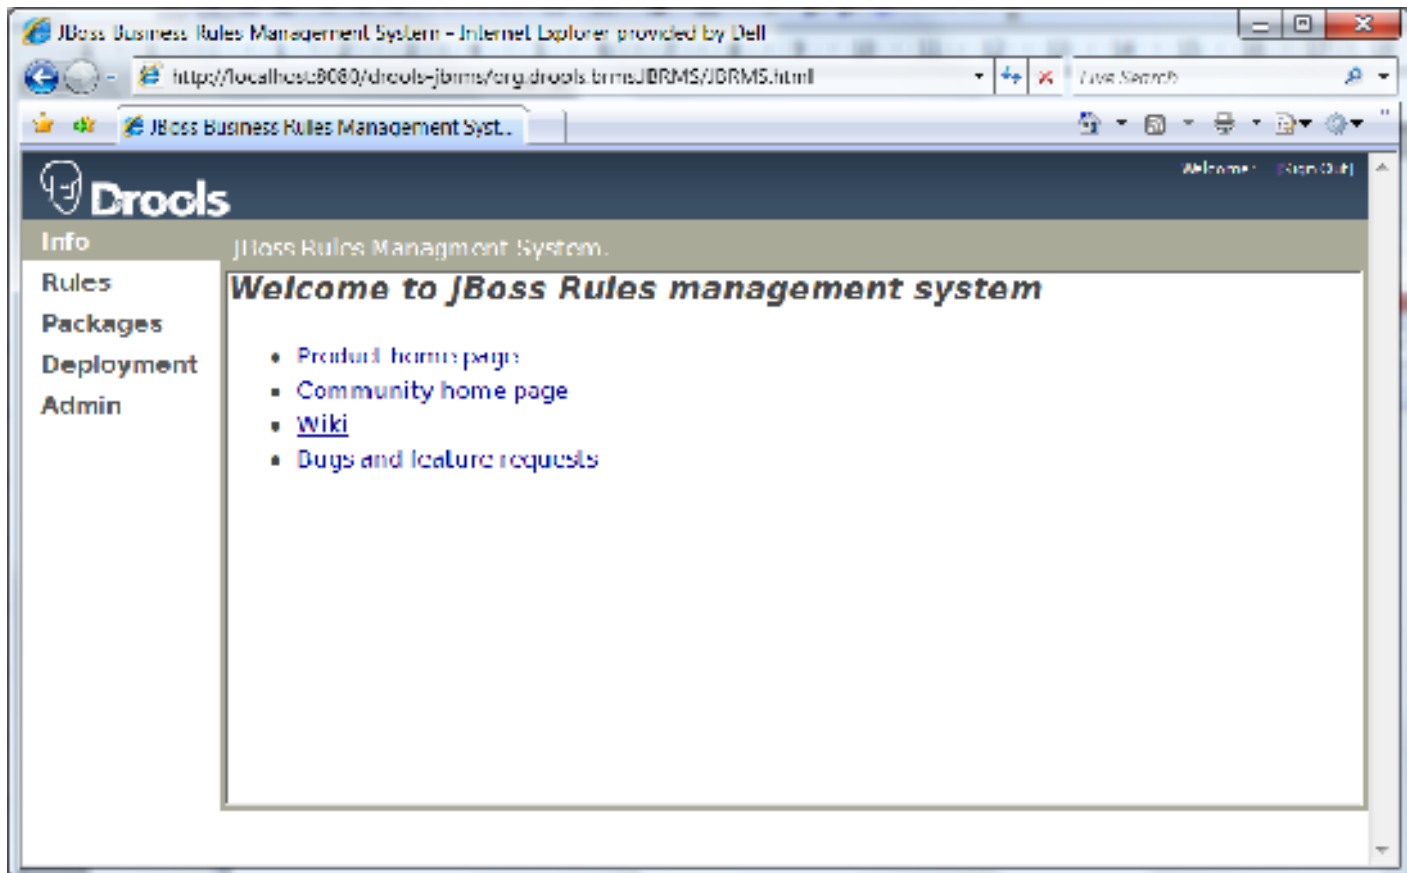 JBoss Business Rules Management System - Internet Explorer provided by Dell
http://localhost:8080/drools-jbrms/org.drools.brms.JBRMS/JBRMS.html
Live Search
JBoss Business Rules Management Syst...
Welcome: [Sign Out]
Drools
Info
JBoss Rules Managment System.
Rules
Packages
Deployment
Admin
Welcome to JBoss Rules management system
Product home page
Community home page
Wiki
Bugs and feature requests